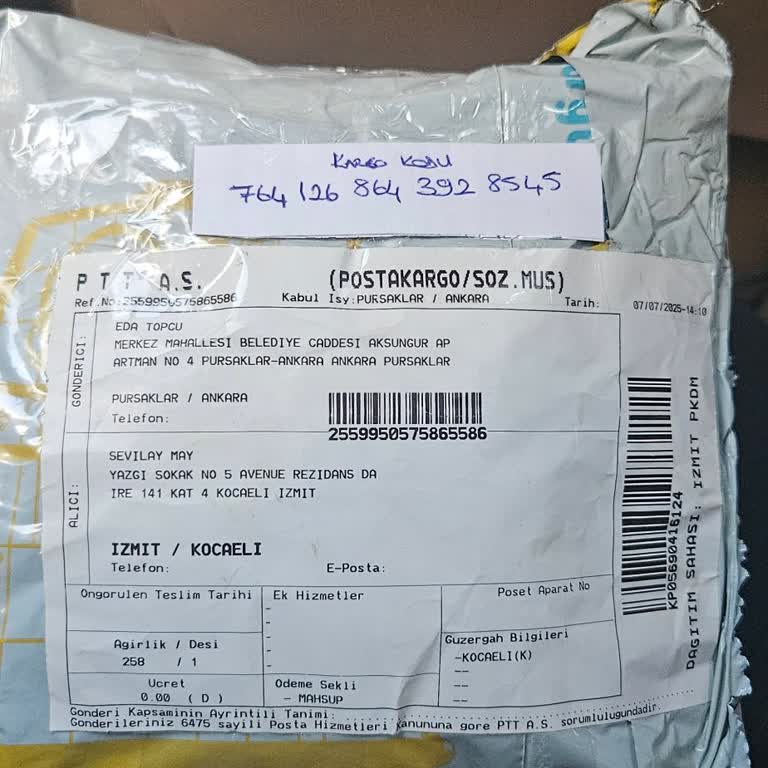 KARGO KODU
764 126 864 392 8545
P T T A.S. (POSTAKARGO/SOZ.MUS)
Ref.No:2559950575865586 Kabul Isy:PURSAKLAR / ANKARA Tarih: 07/07/2025-14:10
GONDERICI:
EDA TOPCU
MERKEZ MAHALLESI BELEDIYE CADDESI AKSUNGUR AP
ARTMAN NO 4 PURSAKLAR-ANKARA ANKARA PURSAKLAR
PURSAKLAR / ANKARA
Telefon:
2559950575865586
ALICI:
SEVILAY MAY
YAZGI SOKAK NO 5 AVENUE REZIDANS DA
IRE 141 KAT 4 KOCAELI IZMIT
IZMIT / KOCAELI
Telefon: E-Posta:
KP05690416124
DAGITIM SAHASI: IZMIT PKDM
Ongorulen Teslim Tarihi Ek Hizmetler Poset Aparat No
-
-
-
-
Agirlik / Desi
258 / 1
Guzergah Bilgileri
-KOCAELI(K)
--
--
Ucret
0.00 ( D )
Odeme Sekli
- MAHSUP
Gonderi Kapsaminin Ayrintili Tanimi:
Gonderileriniz 6475 sayili Posta Hizmetleri Kanununa gore PTT A.S. sorumlulugundadir.